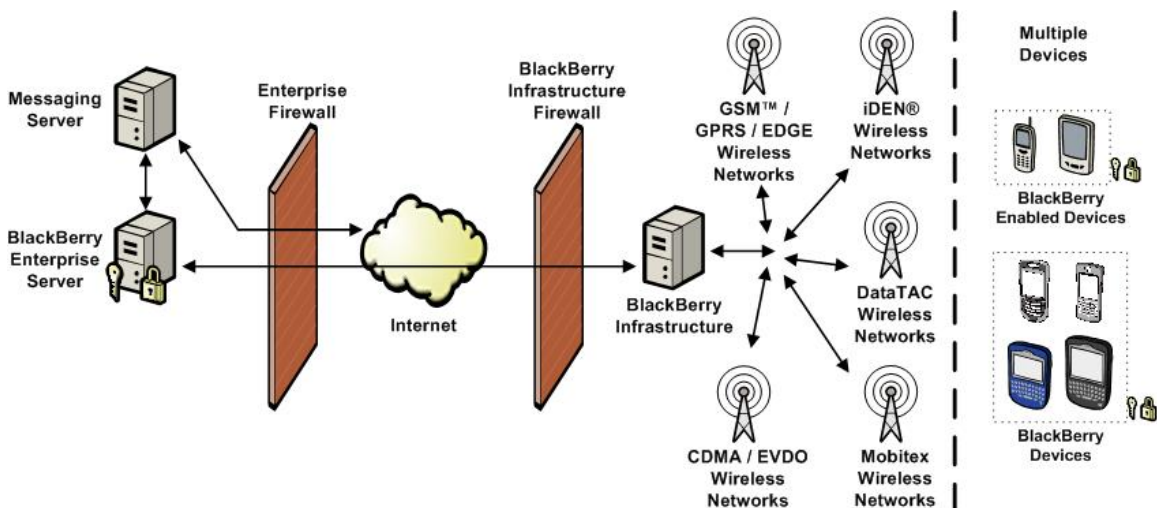 Messaging
Server
BlackBerry
Enterprise
Server
Enterprise
Firewall
Internet
BlackBerry
Infrastructure
Firewall
BlackBerry
Infrastructure
GSM™ /
GPRS / EDGE
Wireless
Networks
iDEN®
Wireless
Networks
DataTAC
Wireless
Networks
CDMA / EVDO
Wireless
Networks
Mobitex
Wireless
Networks
Multiple
Devices
BlackBerry
Enabled Devices
BlackBerry
Devices